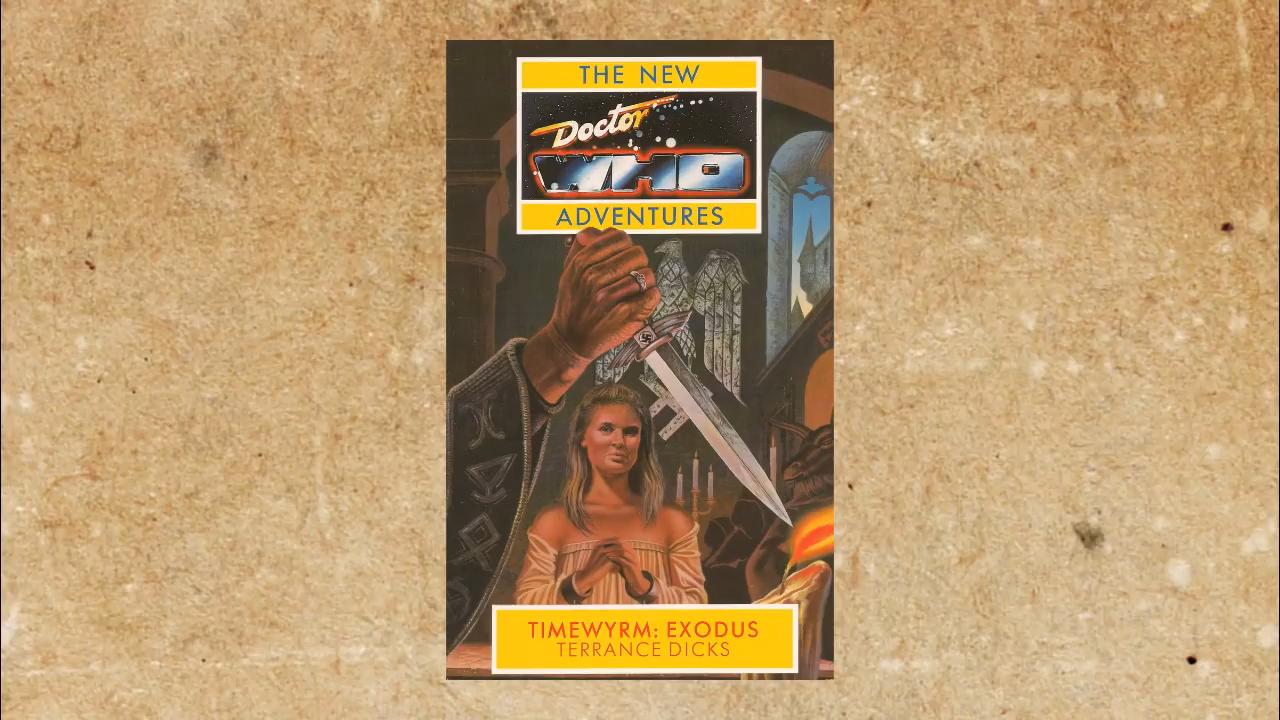 THE NEW
Doctor
WHO
ADVENTURES
TIMEWYRM: EXODUS
TERRANCE DICKS